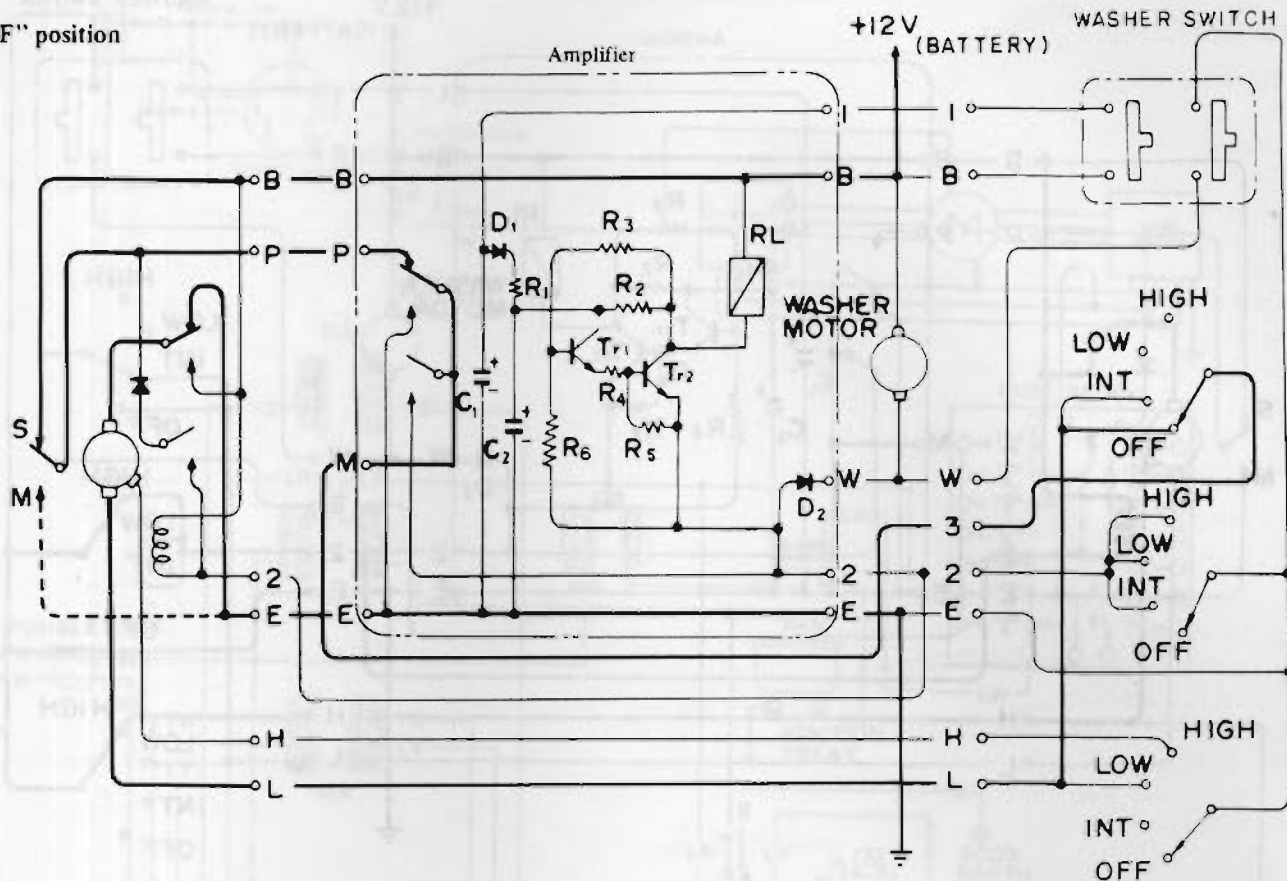 F" position
Amplifier
+12V
(BATTERY)
WASHER SWITCH
I
I
B
B
B
B
P
P
D1
R1
R3
R2
RL
Tr1
Tr2
R4
R5
R6
C1
+
-
C2
+
-
WASHER
MOTOR
HIGH
LOW
INT
OFF
S
M
M
D2
W
W
3
2
2
2
E
E
E
E
HIGH
LOW
INT
OFF
H
H
L
L
HIGH
LOW
INT
OFF